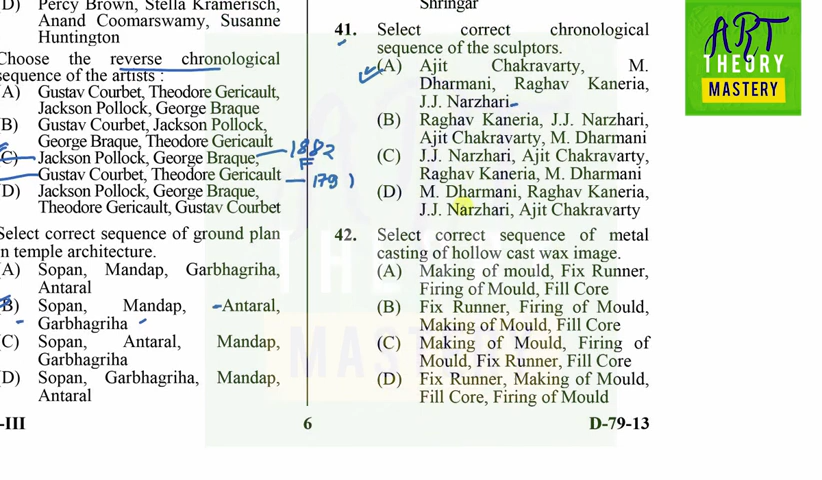 D) Percy Brown, Stella Kramerisch,
Anand Coomarswamy, Susanne
Huntington
Choose the reverse chronological
sequence of the artists :
A) Gustav Courbet, Theodore Gericault,
Jackson Pollock, George Braque
B) Gustav Courbet, Jackson Pollock,
George Braque, Theodore Gericault
C) Jackson Pollock, George Braque, 1882
Gustav Courbet, Theodore Gericault 1791
D) Jackson Pollock, George Braque,
Theodore Gericault, Gustav Courbet
Select correct sequence of ground plan
in temple architecture.
A) Sopan, Mandap, Garbhagriha,
Antaral
B) Sopan, Mandap, Antaral,
Garbhagriha
C) Sopan, Antaral, Mandap,
Garbhagriha
D) Sopan, Garbhagriha, Mandap,
Antaral
-III
6
Shringar
41. Select correct chronological
sequence of the sculptors.
(A) Ajit Chakravarty, M.
Dharmani, Raghav Kaneria,
J.J. Narzhari
(B) Raghav Kaneria, J.J. Narzhari,
Ajit Chakravarty, M. Dharmani
(C) J.J. Narzhari, Ajit Chakravarty,
Raghav Kaneria, M. Dharmani
(D) M. Dharmani, Raghav Kaneria,
J.J. Narzhari, Ajit Chakravarty
42. Select correct sequence of metal
casting of hollow cast wax image.
(A) Making of mould, Fix Runner,
Firing of Mould, Fill Core
(B) Fix Runner, Firing of Mould,
Making of Mould, Fill Core
(C) Making of Mould, Firing of
Mould, Fix Runner, Fill Core
(D) Fix Runner, Making of Mould,
Fill Core, Firing of Mould
D-79-13
ART
THEORY
MASTERY